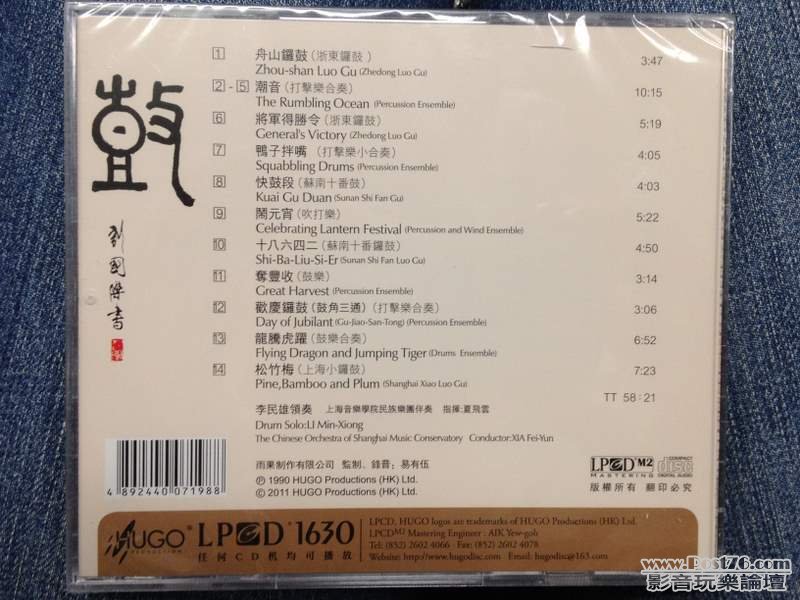 鼓
劉國傑書
1 舟山鑼鼓（浙東鑼鼓） 3:47
Zhou-shan Luo Gu (Zhedong Luo Gu)
2 - 5 潮音（打擊樂合奏） 10:15
The Rumbling Ocean (Percussion Ensemble)
6 將軍得勝令（浙東鑼鼓） 5:19
General's Victory (Zhedong Luo Gu)
7 鴨子拌嘴（打擊樂小合奏） 4:05
Squabbling Drums (Percussion Ensemble)
8 快鼓段（蘇南十番鼓） 4:03
Kuai Gu Duan (Sunan Shi Fan Gu)
9 鬧元宵（吹打樂） 5:22
Celebrating Lantern Festival (Percussion and Wind Ensemble)
10 十八六四二（蘇南十番鑼鼓） 4:50
Shi-Ba-Liu-Si-Er (Sunan Shi Fan Luo Gu)
11 奪豐收（鼓樂） 3:14
Great Harvest (Percussion Ensemble)
12 歡慶鑼鼓（鼓角三通）（打擊樂合奏） 3:06
Day of Jubilant (Gu-Jiao-San-Tong) (Percussion Ensemble)
13 龍騰虎躍（鼓樂合奏） 6:52
Flying Dragon and Jumping Tiger (Drums Ensemble)
14 松竹梅（上海小鑼鼓） 7:23
Pine, Bamboo and Plum (Shanghai Xiao Luo Gu)
TT 58:21
李民雄領奏 上海音樂學院民族樂團伴奏 指揮:夏飛雲
Drum Solo:LI Min-Xiong
The Chinese Orchestra of Shanghai Music Conservatory Conductor:XIA Fei-Yun
雨果制作有限公司 監制、錄音：易有伍
℗ 1990 HUGO Productions (HK) Ltd.
© 2011 HUGO Productions (HK) Ltd.
4 892440 071988
LPCD M2
MASTERING
COMPACT
disc
DIGITAL AUDIO
版權所有 翻印必究
HUGO®
PRODUCTION
LPCD® 1630
任何CD机均可播放
LPCD, HUGO logos are trademarks of HUGO Productions (HK) Ltd.
LPCD M2 Mastering Engineer : AIK Yew-goh
Tel: (852) 2602 4066 Fax: (852) 2602 4078
Website: http://www.hugodisc.com Email: hugodisc@163.com
www.Post76.com
影音玩樂論壇